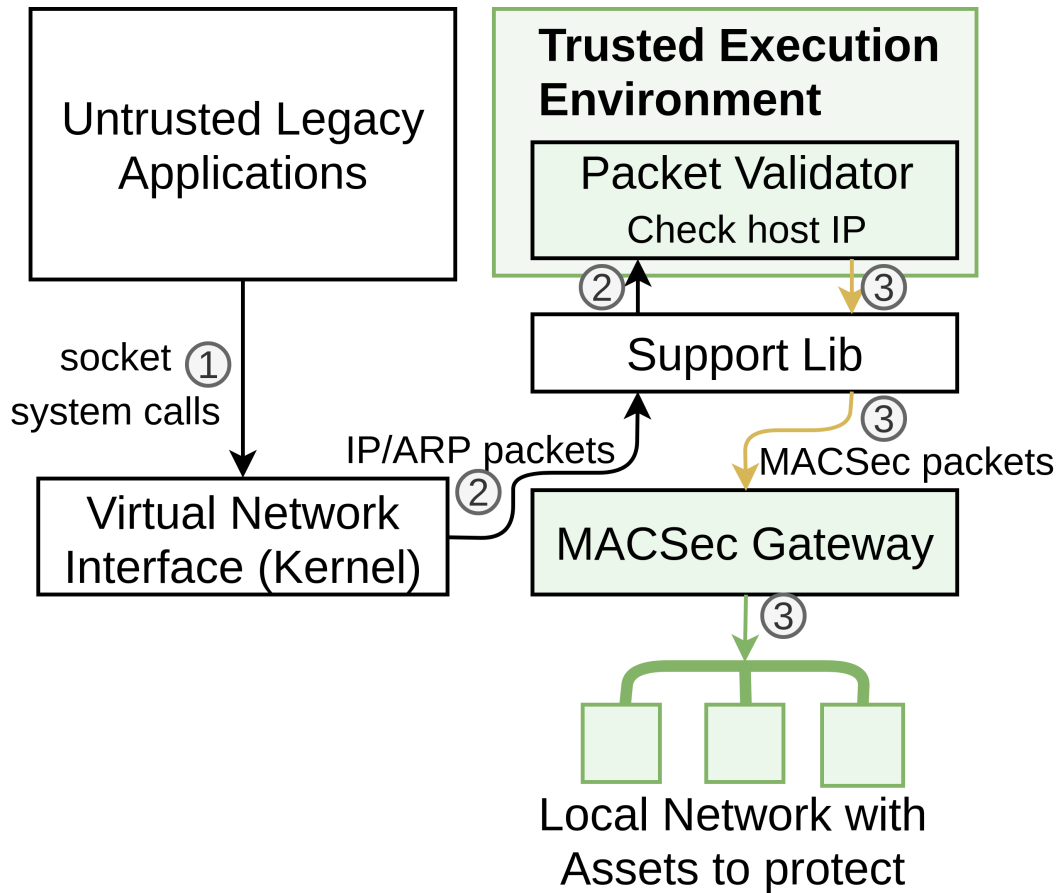 Untrusted Legacy
Applications
Trusted Execution
Environment
Packet Validator
Check host IP
2
3
Support Lib
socket
1
system calls
3
IP/ARP packets
MACSec packets
2
Virtual Network
Interface (Kernel)
MACSec Gateway
3
Local Network with
Assets to protect